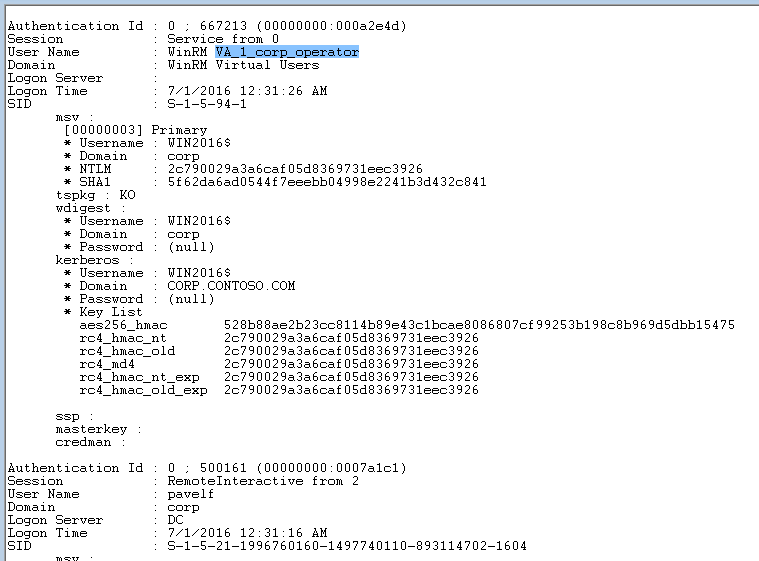 Authentication Id : 0 ; 667213 (00000000:000a2e4d)
Session           : Service from 0
User Name         : WinRM VA_1_corp_operator
Domain            : WinRM Virtual Users
Logon Server      :
Logon Time        : 7/1/2016 12:31:26 AM
SID               : S-1-5-94-1
msv :
[00000003] Primary
* Username : WIN2016$
* Domain   : corp
* NTLM     : 2c790029a3a6caf05d8369731eec3926
* SHA1     : 5f62da6ad0544f7eeebb04998e2241b3d432c841
tspkg : KO
wdigest :
* Username : WIN2016$
* Domain   : corp
* Password : (null)
kerberos :
* Username : WIN2016$
* Domain   : CORP.CONTOSO.COM
* Password : (null)
* Key List
aes256_hmac       528b88ae2b23cc8114b89e43c1bcae8086807cf99253b198c8b969d5dbb15475
rc4_hmac_nt       2c790029a3a6caf05d8369731eec3926
rc4_hmac_old      2c790029a3a6caf05d8369731eec3926
rc4_md4           2c790029a3a6caf05d8369731eec3926
rc4_hmac_nt_exp   2c790029a3a6caf05d8369731eec3926
rc4_hmac_old_exp  2c790029a3a6caf05d8369731eec3926
ssp :
masterkey :
credman :
Authentication Id : 0 ; 500161 (00000000:0007a1c1)
Session           : RemoteInteractive from 2
User Name         : pavelf
Domain            : corp
Logon Server      : DC
Logon Time        : 7/1/2016 12:31:16 AM
SID               : S-1-5-21-1996760160-1497740110-893114702-1604
msv :